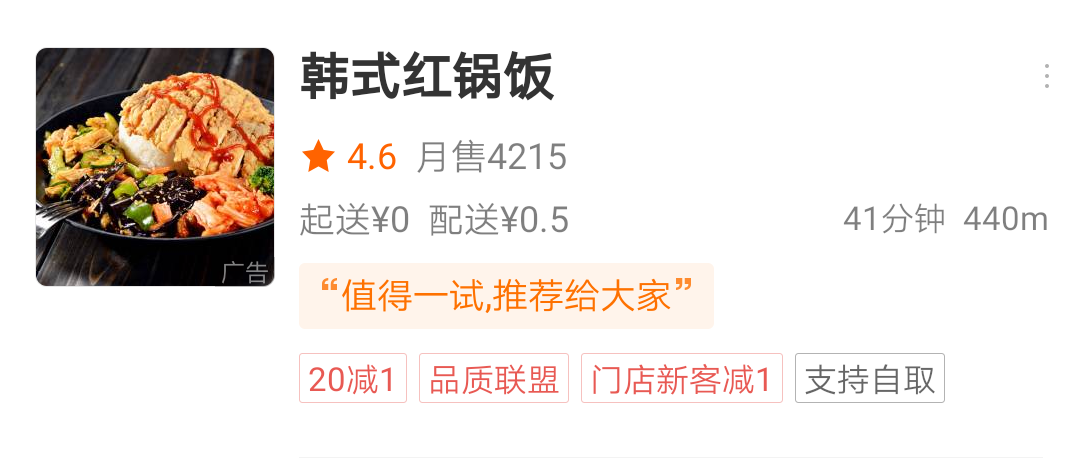 韩式红锅饭
4.6 月售4215
起送¥0 配送¥0.5 41分钟 440m
广告
“值得一试,推荐给大家”
20减1 品质联盟 门店新客减1 支持自取